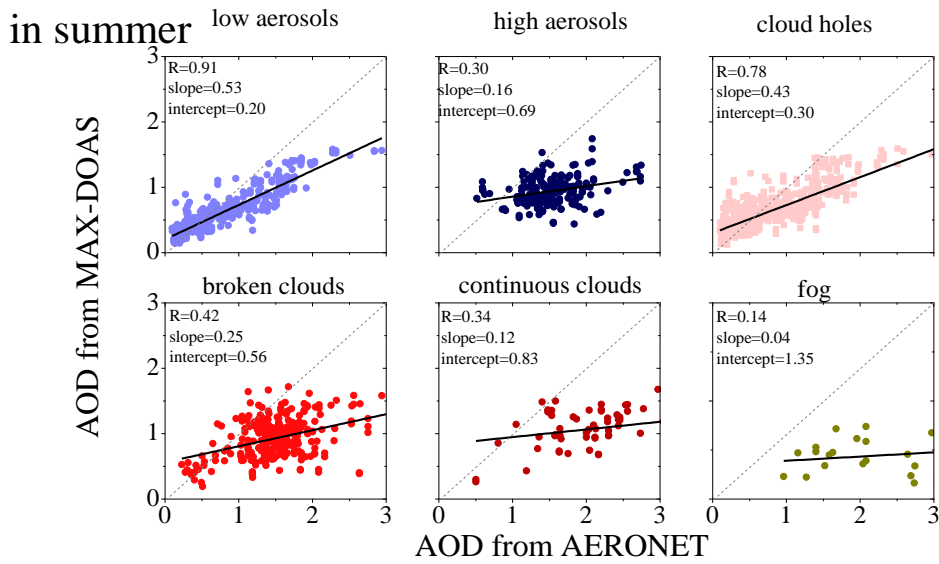 in summer
low aerosols
high aerosols
cloud holes
AOD from MAX-DOAS
3
2
1
0
R=0.91
slope=0.53
intercept=0.20
R=0.30
slope=0.16
intercept=0.69
R=0.78
slope=0.43
intercept=0.30
broken clouds
continuous clouds
fog
3
2
1
0
R=0.42
slope=0.25
intercept=0.56
R=0.34
slope=0.12
intercept=0.83
R=0.14
slope=0.04
intercept=1.35
0 1 2 3 0 1 2 3 0 1 2 3
AOD from AERONET